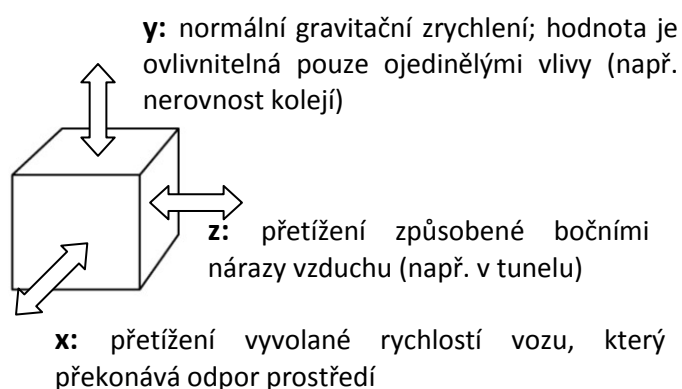 y: normální gravitační zrychlení; hodnota je
ovlivnitelná pouze ojedinělými vlivy (např.
nerovnost kolejí)
z: přetížení způsobené bočními
nárazy vzduchu (např. v tunelu)
x: přetížení vyvolané rychlostí vozu, který
překonává odpor prostředí